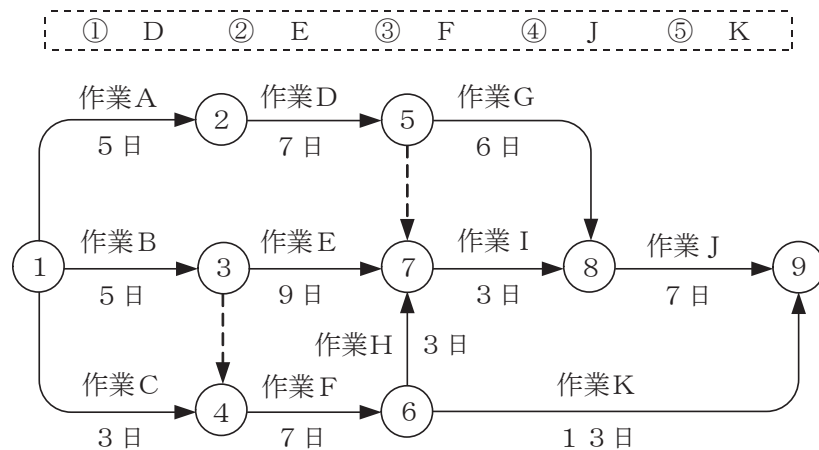 ① D ② E ③ F ④ J ⑤ K
作業A 作業D 作業G
2 5
5日 7日 6日
作業B 作業E 作業I 作業J
1 3 7 8 9
5日 9日 3日 7日
作業H 3日
作業C 作業F 作業K
4 6
3日 7日 13日